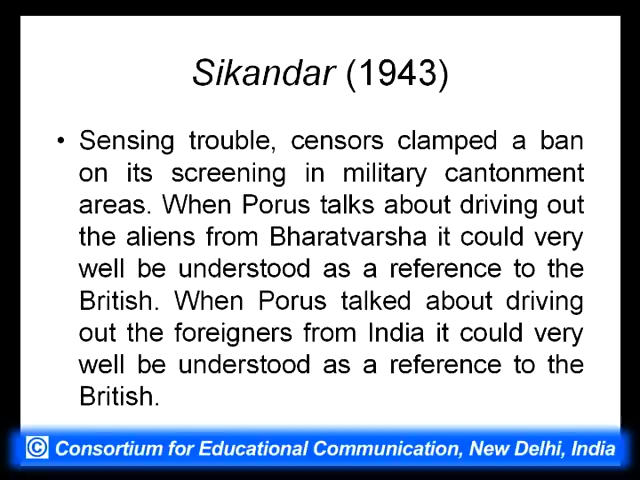 Sikandar (1943)
• Sensing trouble, censors clamped a ban
on its screening in military cantonment
areas. When Porus talks about driving out
the aliens from Bharatvarsha it could very
well be understood as a reference to the
British. When Porus talked about driving
out the foreigners from India it could very
well be understood as a reference to the
British.
© Consortium for Educational Communication, New Delhi, India